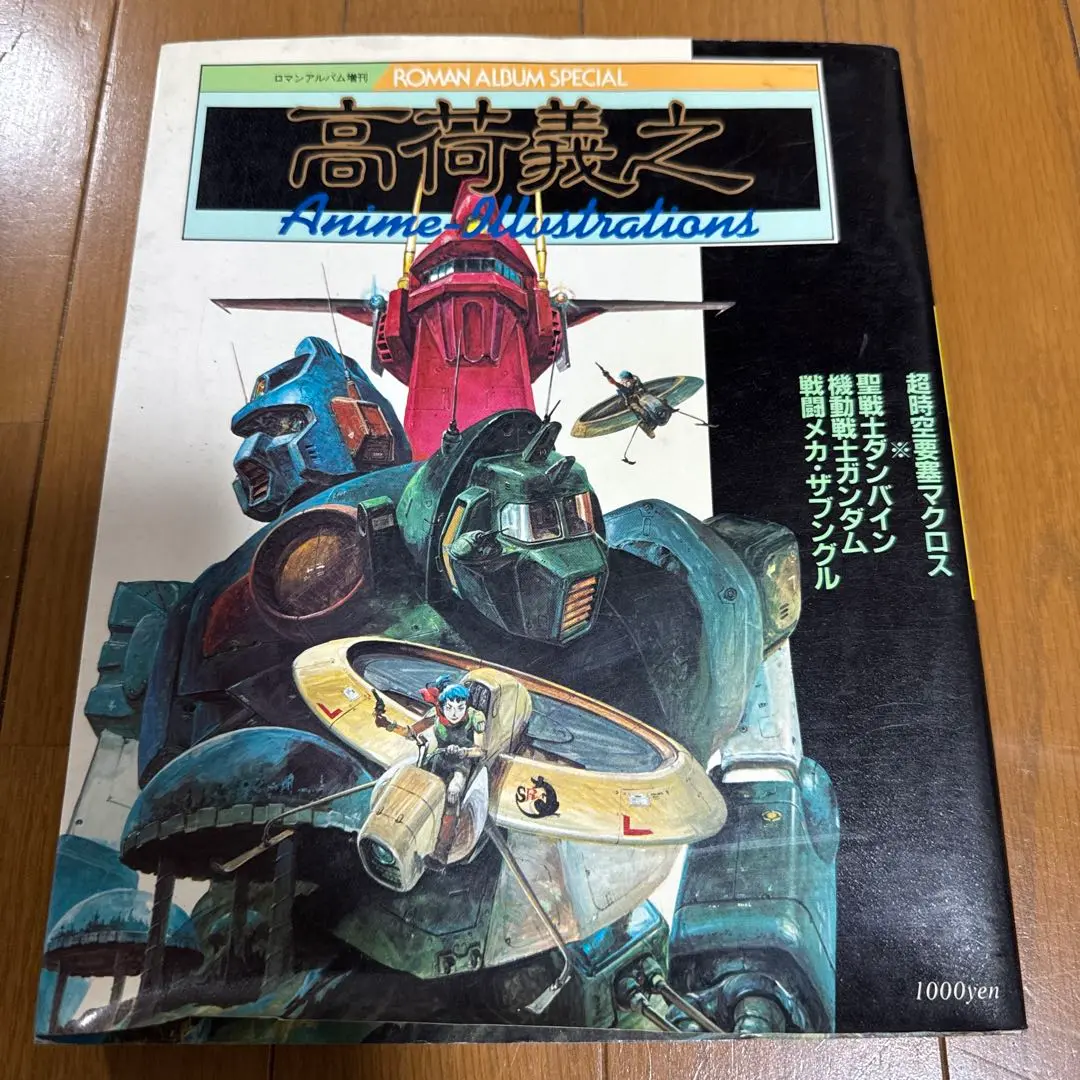 ロマンアルバム増刊
ROMAN ALBUM SPECIAL
高荷義之
Anime-Illustrations
超時空要塞マクロス
※
聖戦士ダンバイン
機動戦士ガンダム
戦闘メカ・ザブングル
L
L
1000yen